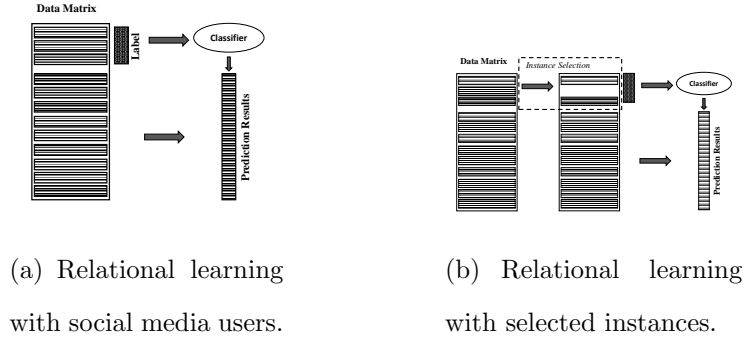 Data Matrix
Label
Classifier
Prediction Results
Data Matrix
Instance Selection
Classifier
Prediction Results
(a) Relational learning
with social media users.
(b) Relational learning
with selected instances.